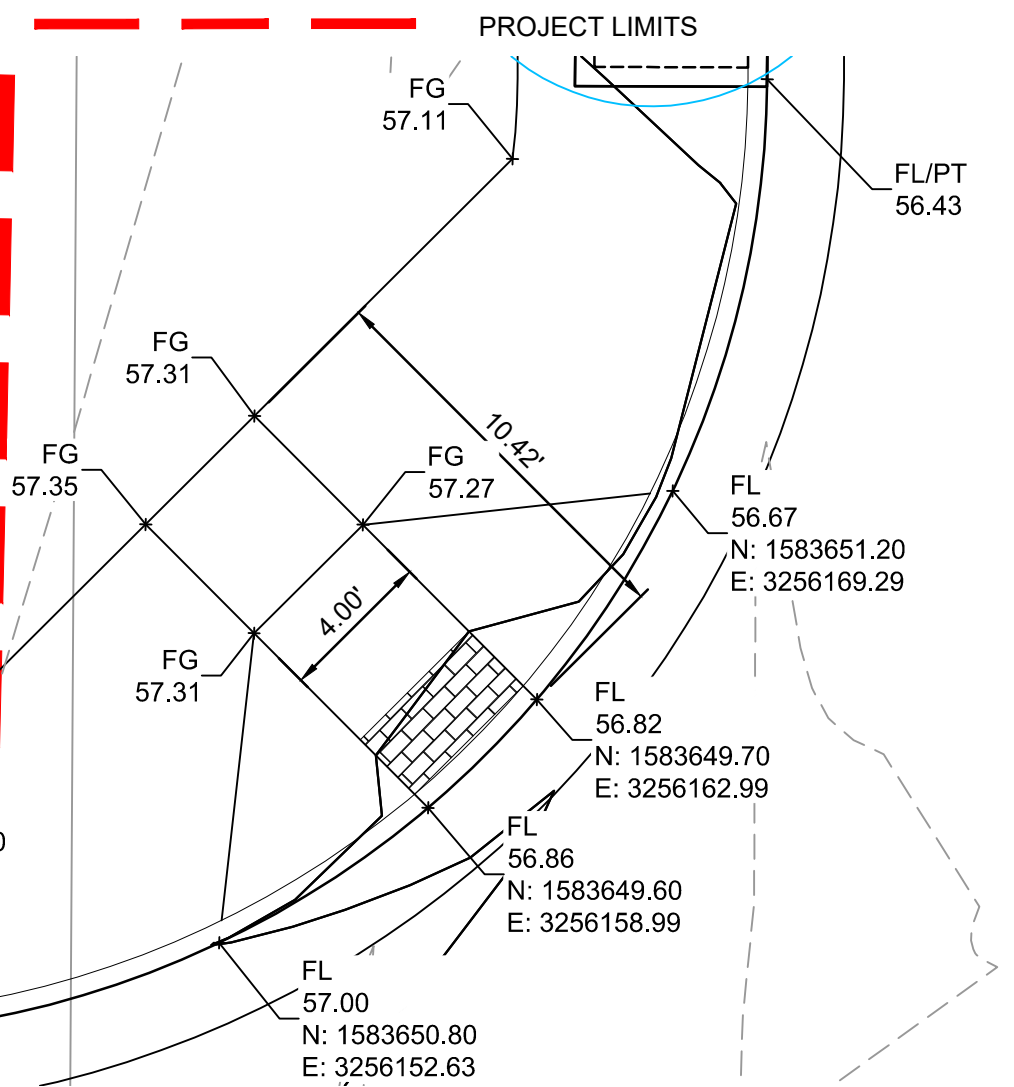 PROJECT LIMITS
FG
57.11
FL/PT
56.43
FG
57.31
10.42'
FG
57.35
FG
57.27
FL
56.67
N: 1583651.20
E: 3256169.29
4.00'
FG
57.31
FL
56.82
N: 1583649.70
E: 3256162.99
FL
56.86
N: 1583649.60
E: 3256158.99
FL
57.00
N: 1583650.80
E: 3256152.63